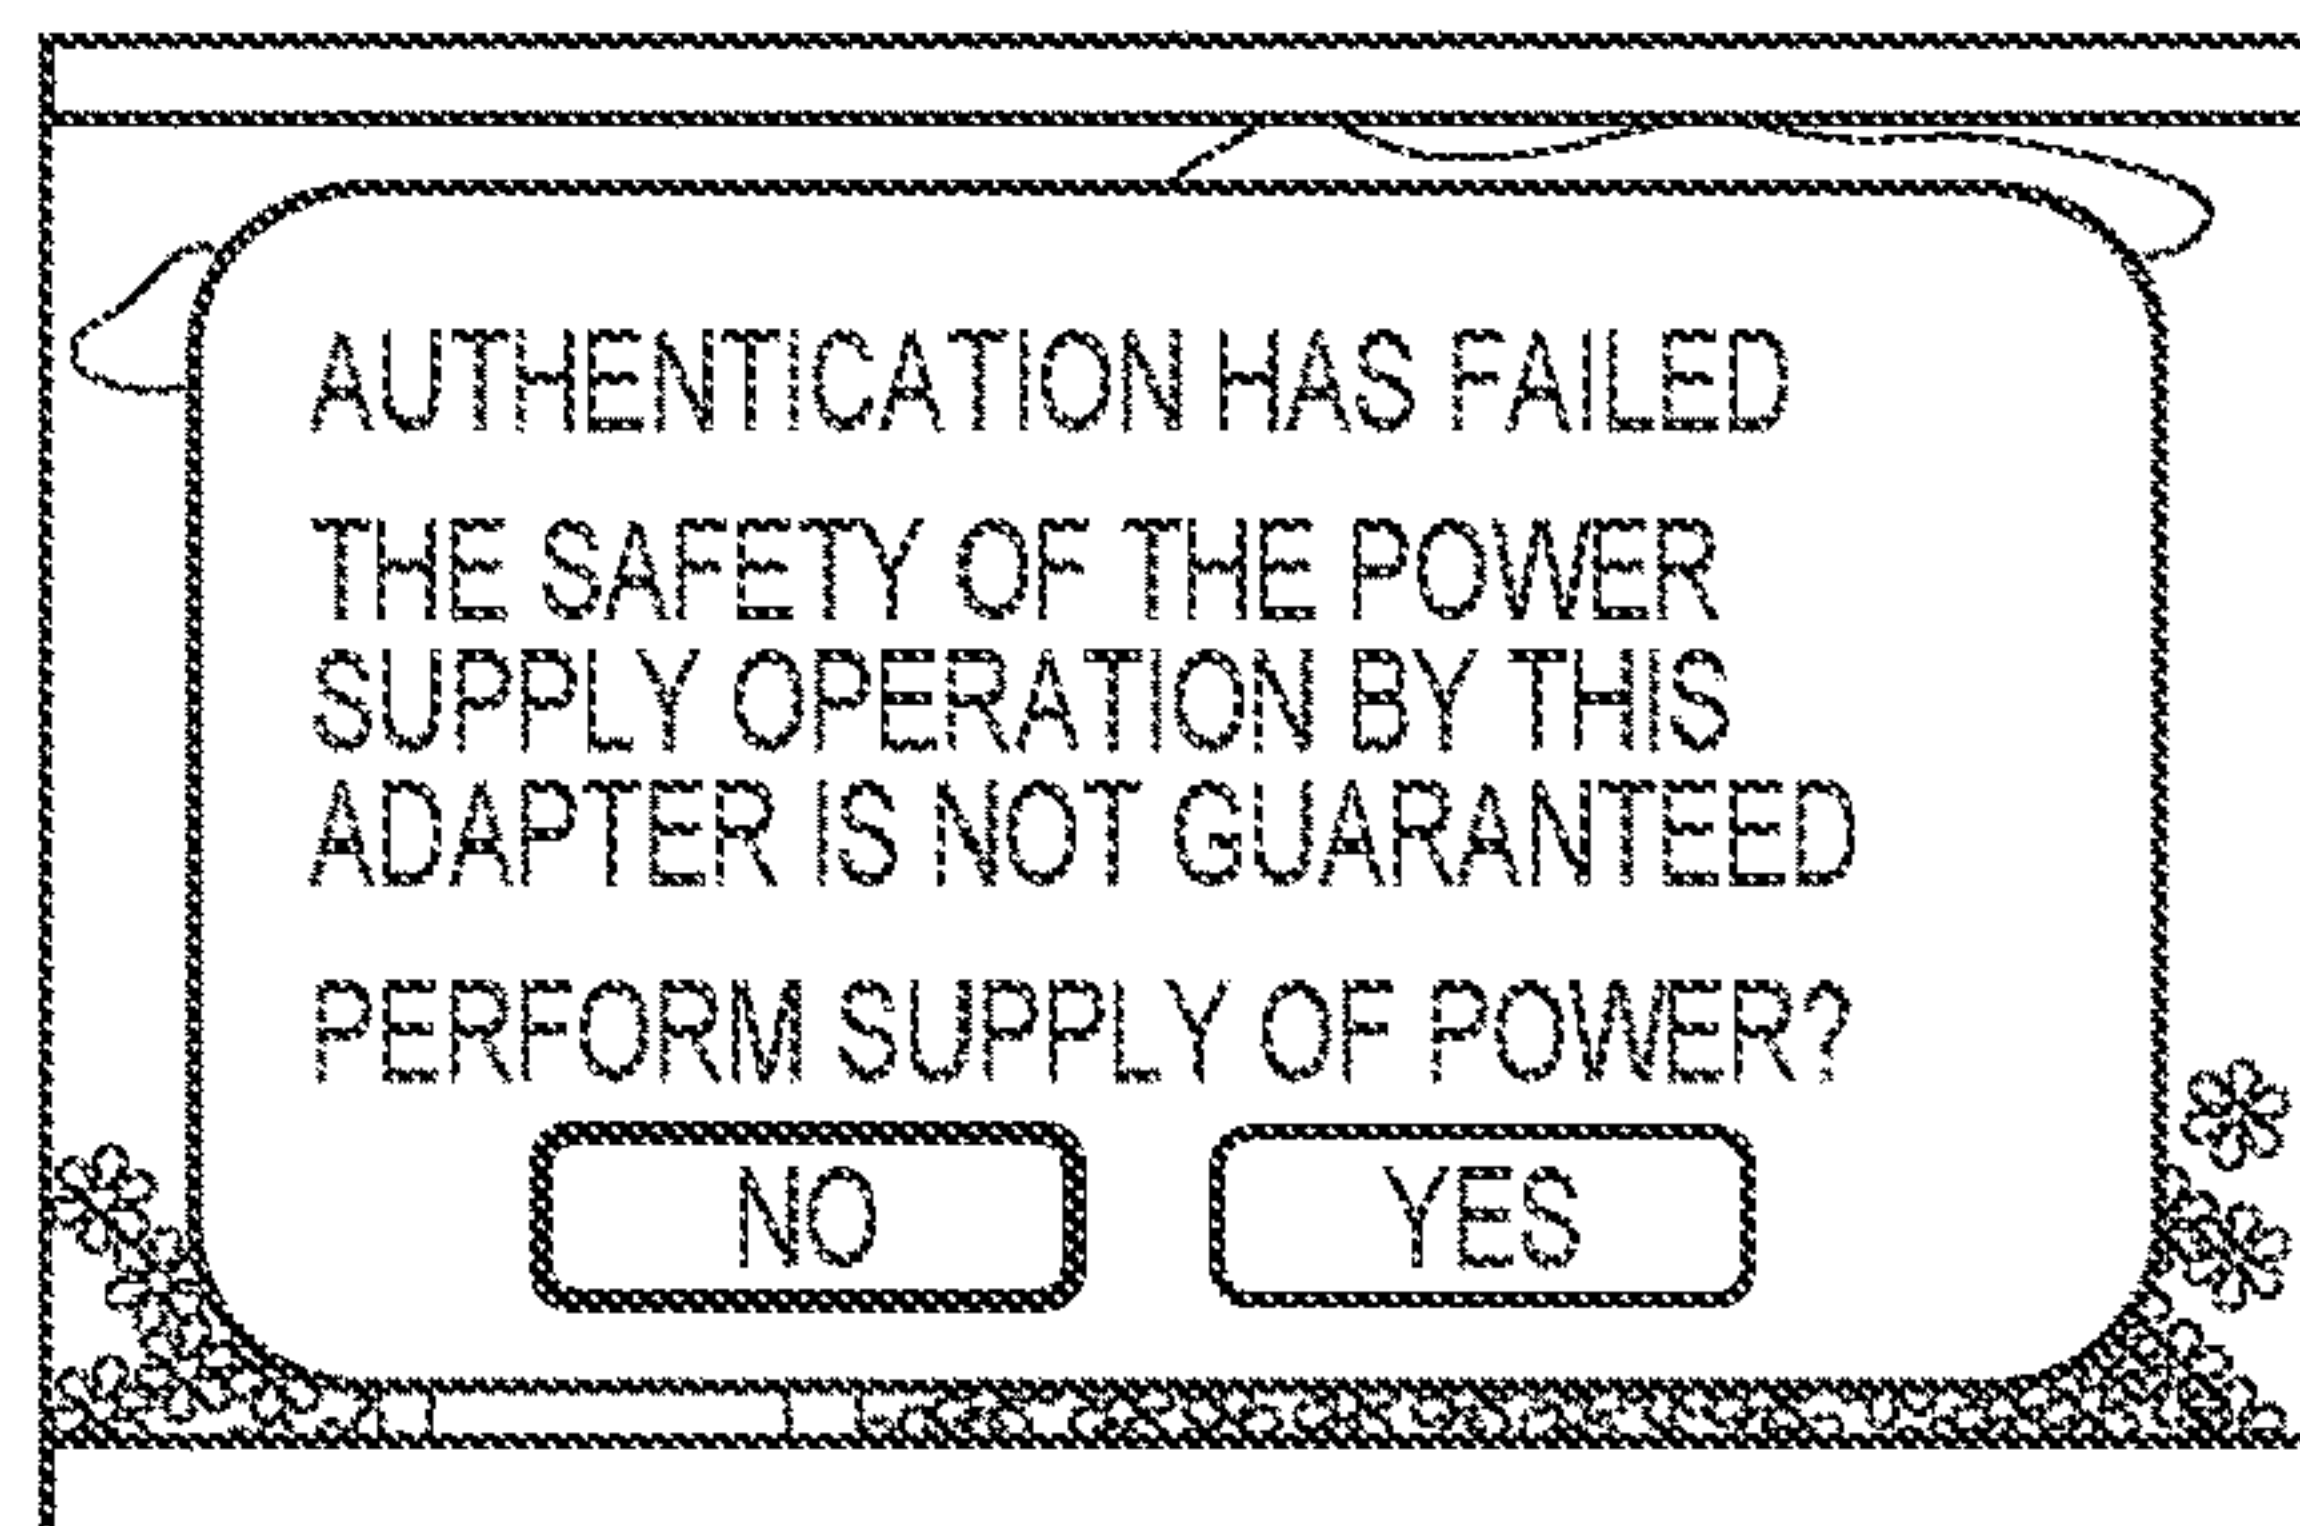 AUTHENTICATION HAS FAILED
THE SAFETY OF THE POWER
SUPPLY OPERATION BY THIS
ADAPTER IS NOT GUARANTEED
PERFORM SUPPLY OF POWER?
NO YES